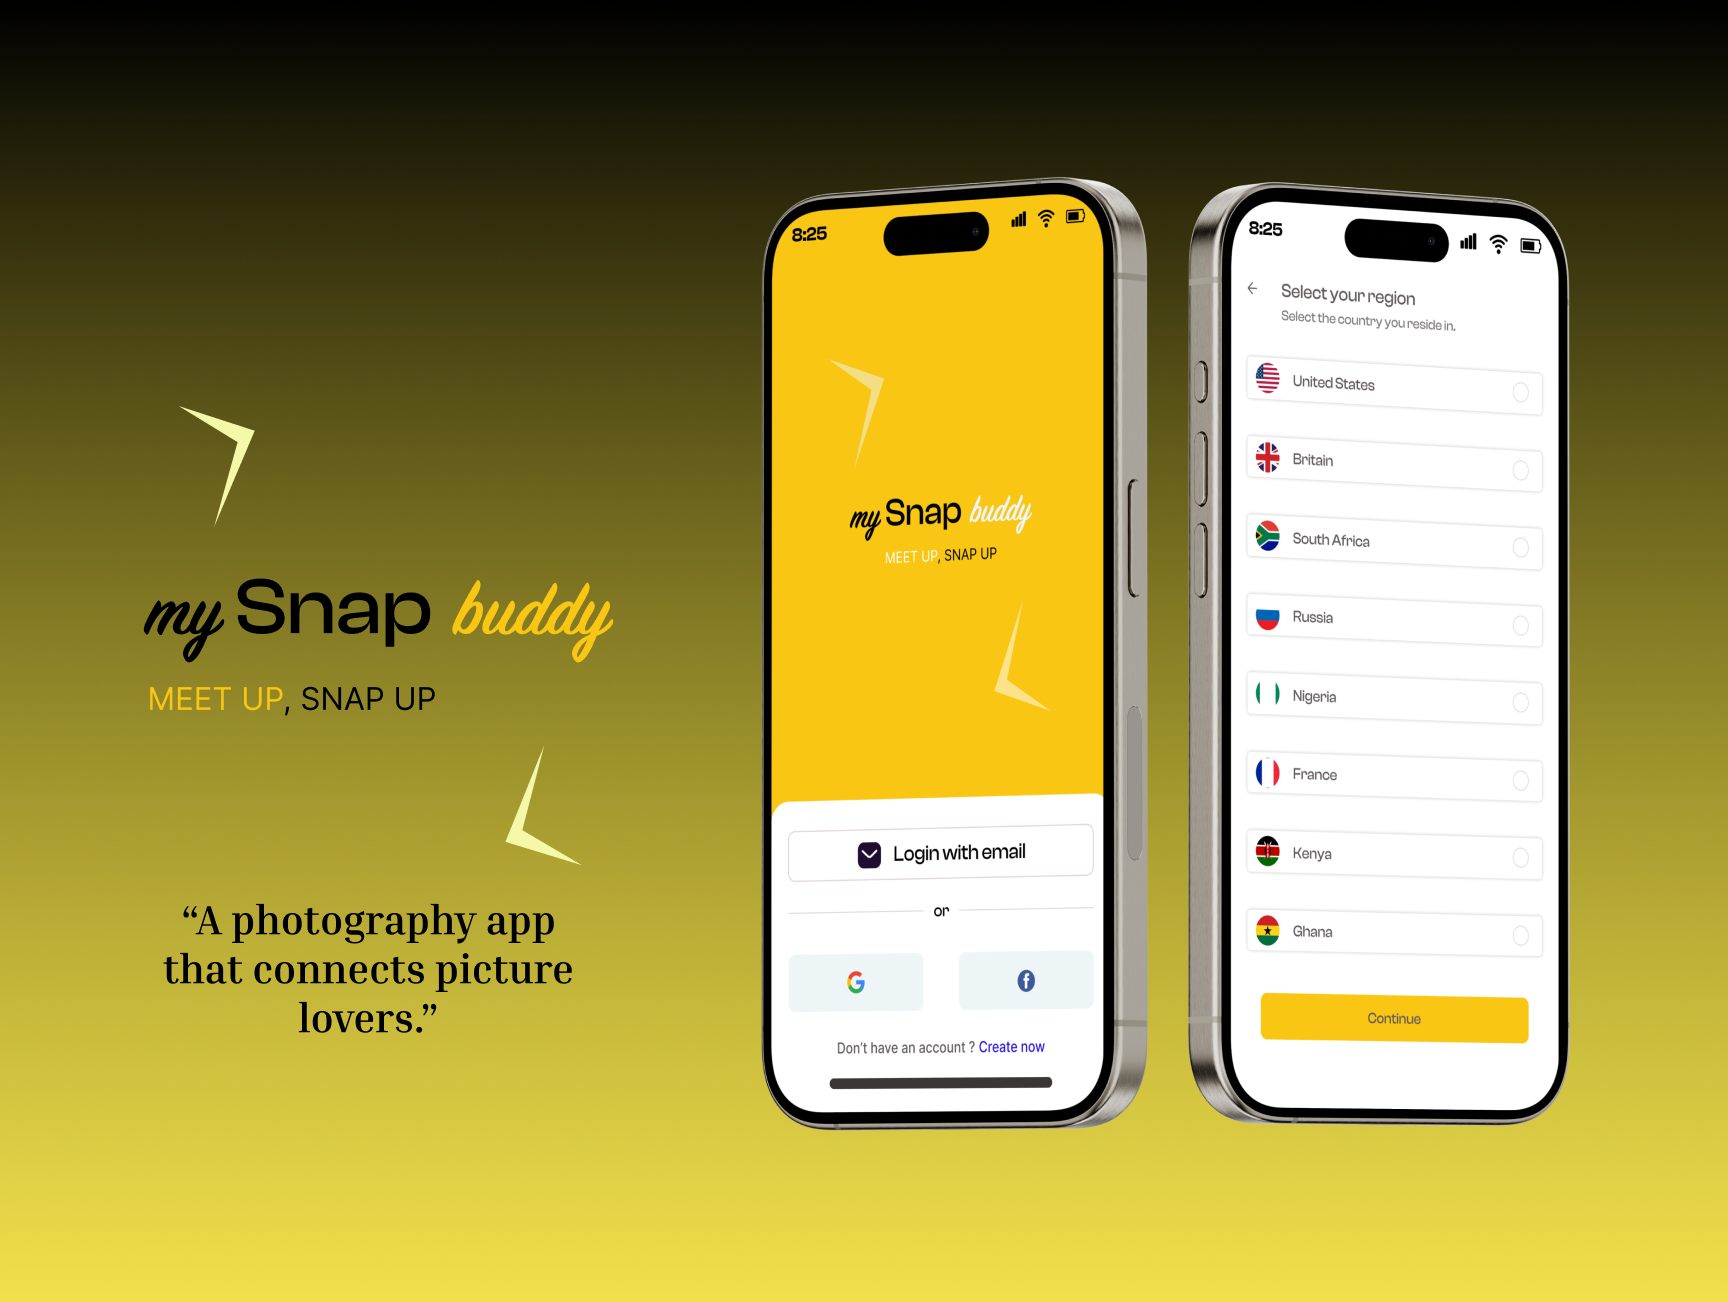 my Snap buddy
MEET UP, SNAP UP
“A photography app
that connects picture
lovers.”
8:25
my Snap buddy
MEET UP, SNAP UP
Login with email
or
Don't have an account ? Create now
8:25
Select your region
Select the country you reside in.
United States
Britain
South Africa
Russia
Nigeria
France
Kenya
Ghana
Continue